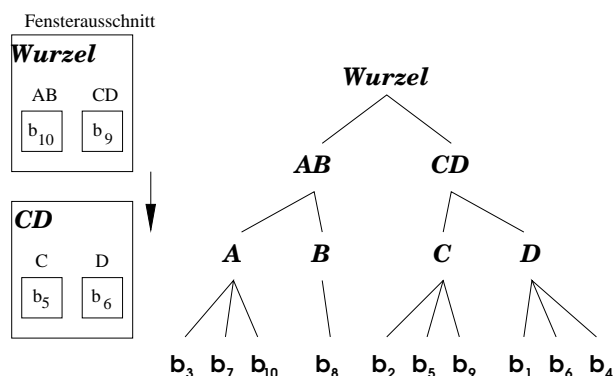 Fensterausschnitt
Wurzel
AB CD
b10 b9
CD
C D
b5 b6
Wurzel
AB CD
A B C D
b3 b7 b10 b8 b2 b5 b9 b1 b6 b4